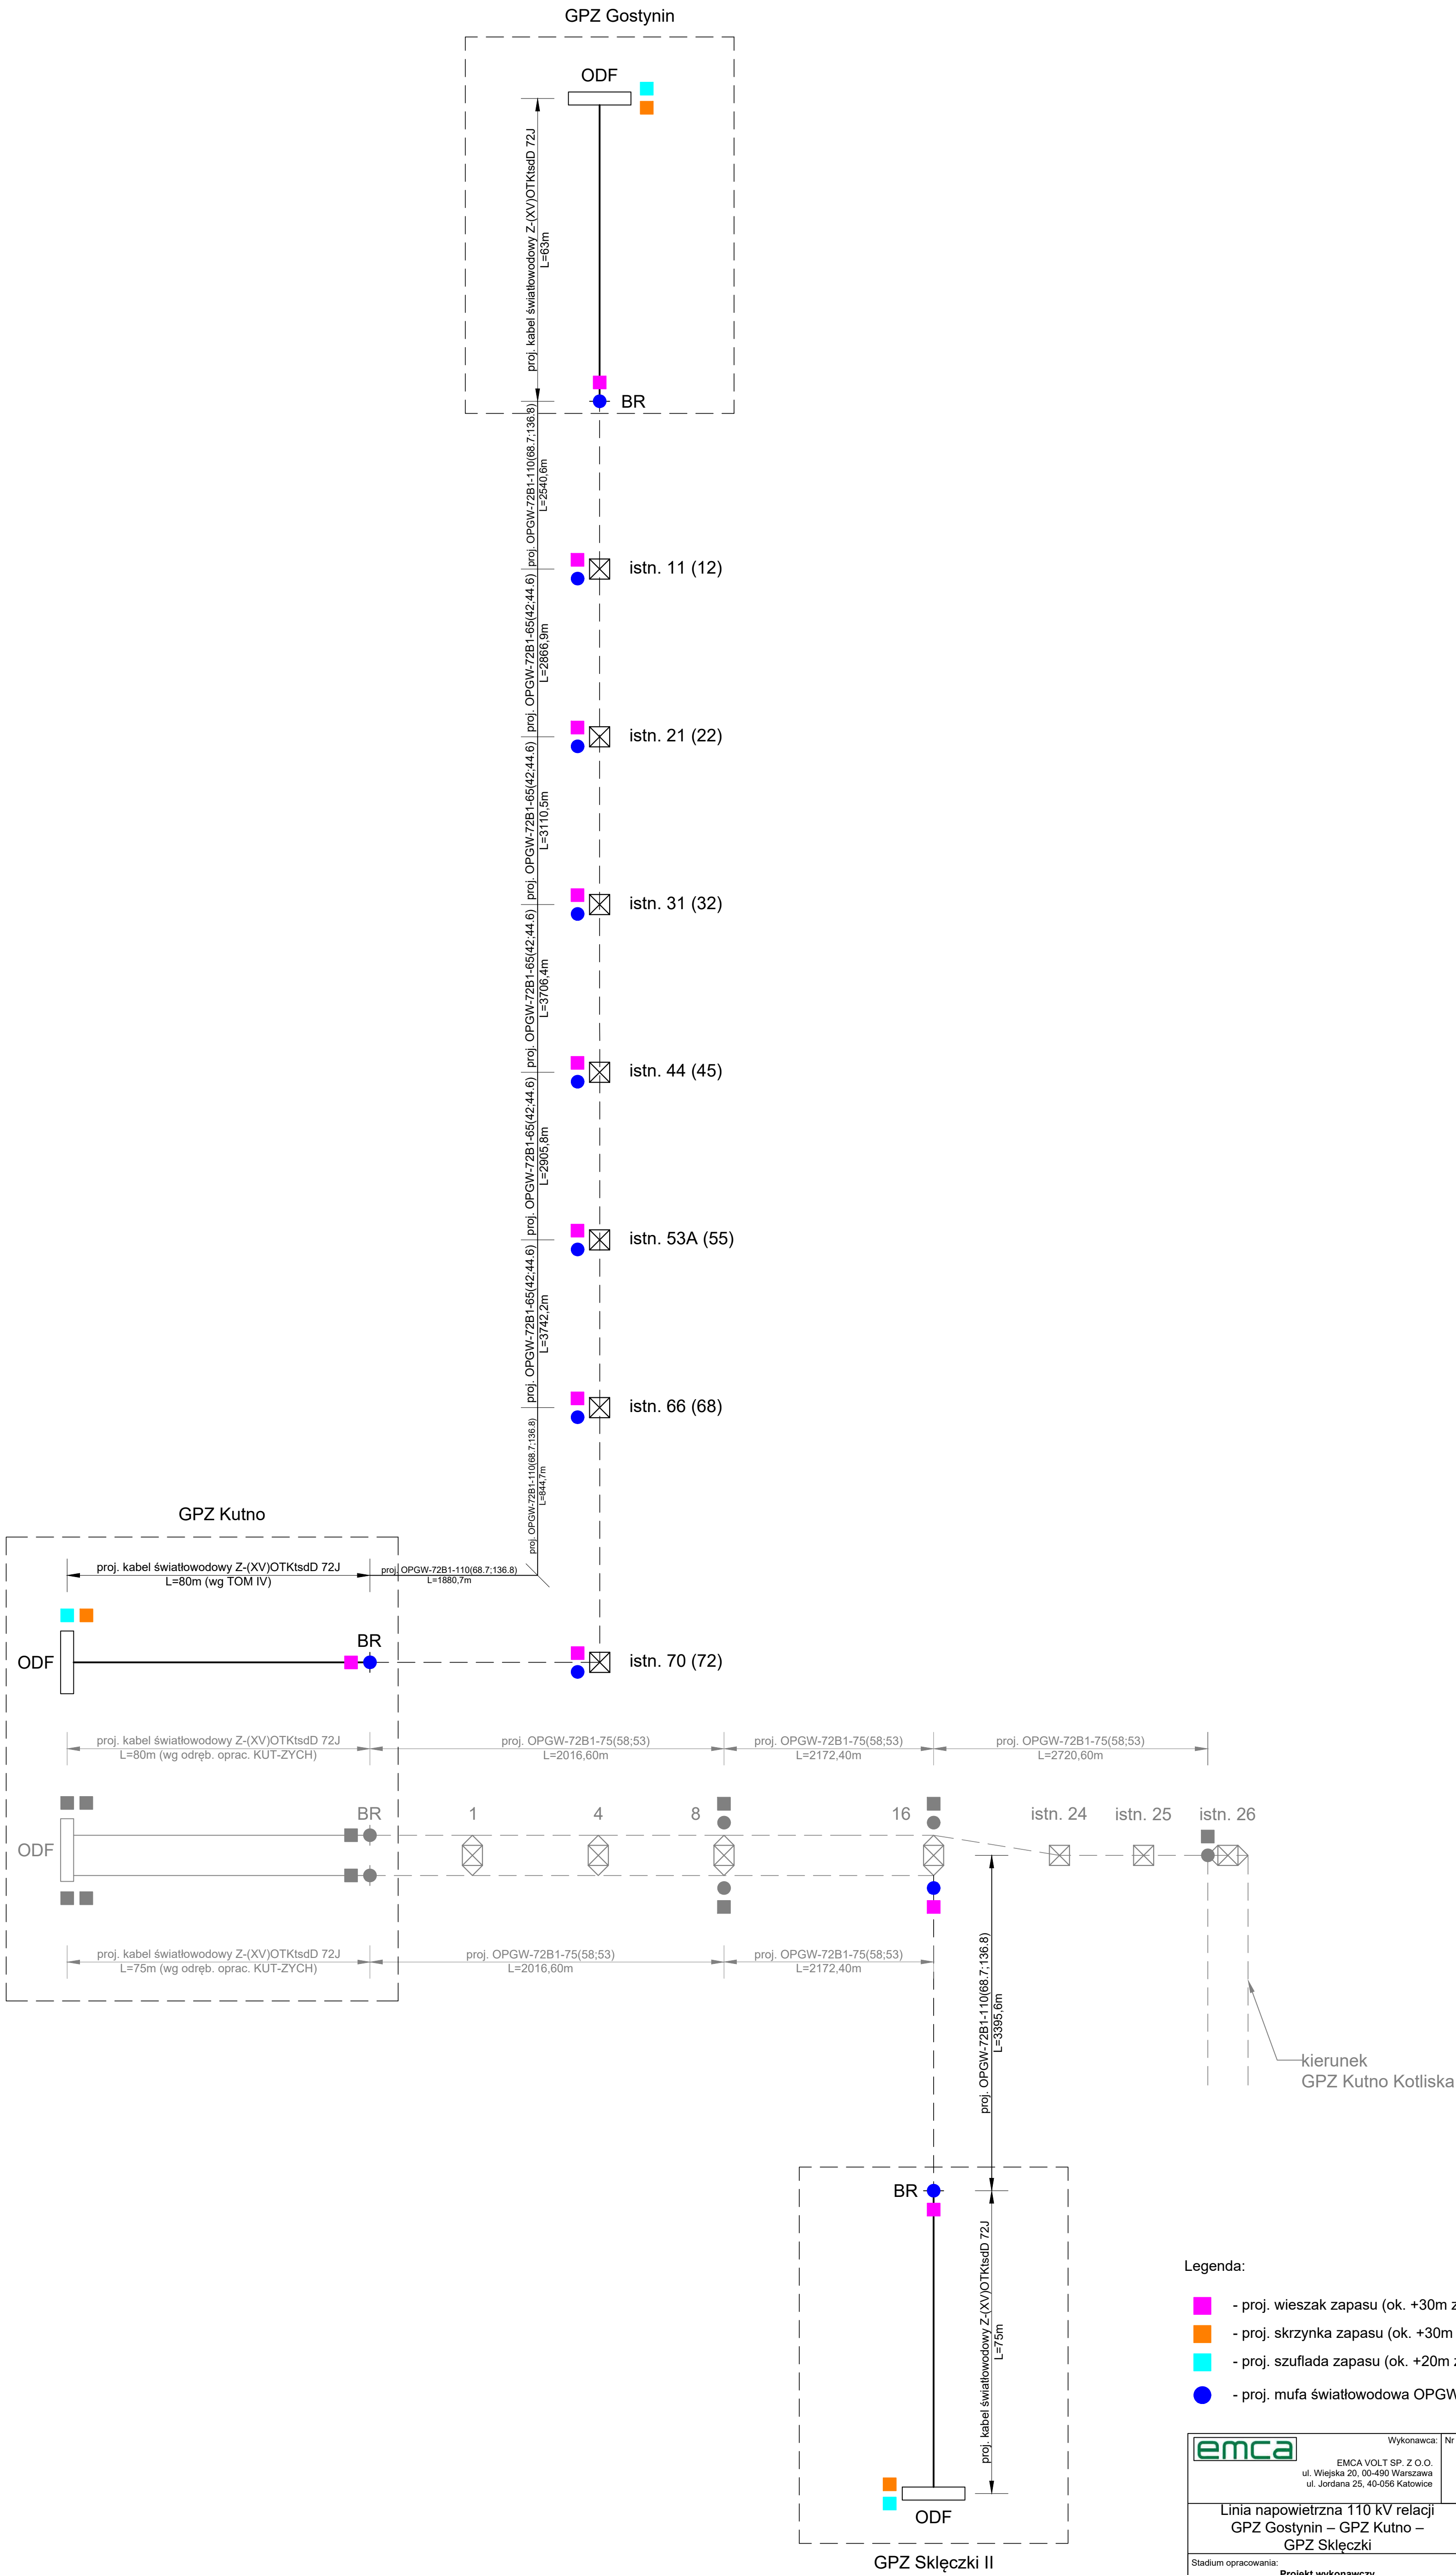 GPZ Gostynin
ODF
proj. kabel światłowodowy Z-(XV)OTKtsdD 72J
L=63m
BR
proj. OPGW-72B1-110(68.7;136.8)
L=2540,6m
istn. 11 (12)
proj. OPGW-72B1-65(42;44.6)
L=2866,9m
istn. 21 (22)
proj. OPGW-72B1-65(42;44.6)
L=3110,5m
istn. 31 (32)
proj. OPGW-72B1-65(42;44.6)
L=3706,4m
istn. 44 (45)
proj. OPGW-72B1-65(42;44.6)
L=2905,8m
istn. 53A (55)
proj. OPGW-72B1-65(42;44.6)
L=3742,2m
istn. 66 (68)
proj. OPGW-72B1-110(68.7;136.8)
L=844,7m
GPZ Kutno
proj. kabel światłowodowy Z-(XV)OTKtsdD 72J
L=80m (wg TOM IV)
proj. OPGW-72B1-110(68.7;136.8)
L=1880,7m
ODF
BR
istn. 70 (72)
proj. kabel światłowodowy Z-(XV)OTKtsdD 72J
L=80m (wg odręb. oprac. KUT-ZYCH)
proj. OPGW-72B1-75(58;53)
L=2016,60m
proj. OPGW-72B1-75(58;53)
L=2172,40m
proj. OPGW-72B1-75(58;53)
L=2720,60m
ODF
BR
1
4
8
16
istn. 24
istn. 25
istn. 26
proj. kabel światłowodowy Z-(XV)OTKtsdD 72J
L=75m (wg odręb. oprac. KUT-ZYCH)
proj. OPGW-72B1-75(58;53)
L=2016,60m
proj. OPGW-72B1-75(58;53)
L=2172,40m
proj. OPGW-72B1-110(68.7;136.8)
L=3395,6m
kierunek
GPZ Kutno Kotliska
BR
proj. kabel światłowodowy Z-(XV)OTKtsdD 72J
L=75m
ODF
GPZ Sklęczki II
Legenda:
- proj. wieszak zapasu (ok. +30m z
- proj. skrzynka zapasu (ok. +30m
- proj. szuflada zapasu (ok. +20m z
- proj. mufa światłowodowa OPGW
emca
Wykonawca:
Nr
EMCA VOLT SP. Z O.O.
ul. Wiejska 20, 00-490 Warszawa
ul. Jordana 25, 40-056 Katowice
Linia napowietrzna 110 kV relacji
GPZ Gostynin – GPZ Kutno –
GPZ Sklęczki
Stadium opracowania:
Projekt wykonawczy